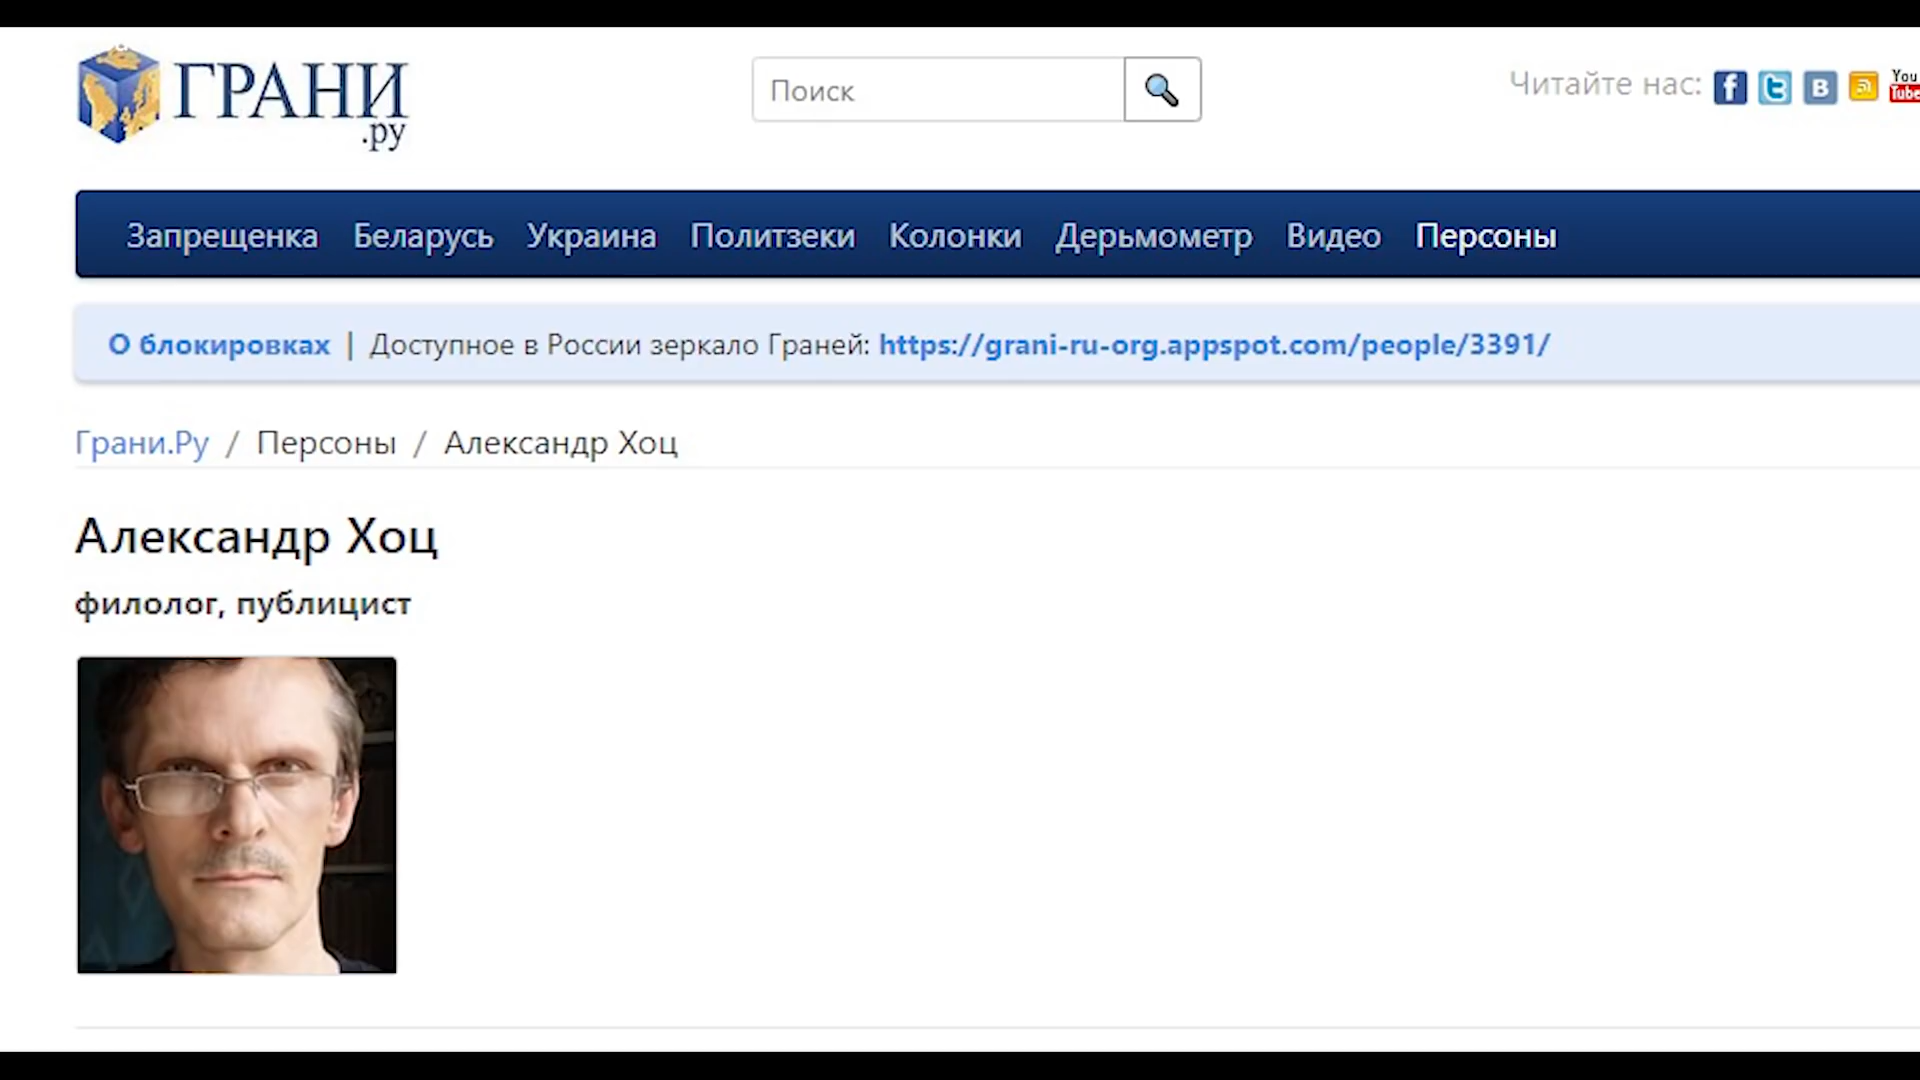 ГРАНИ
.ру
Поиск
Читайте нас:
You
Tube
Запрещенка Беларусь Украина Политзеки Колонки Дерьмометр Видео Персоны
О блокировках | Доступное в России зеркало Граней: https://grani-ru-org.appspot.com/people/3391/
Грани.Ру / Персоны / Александр Хоц
Александр Хоц
филолог, публицист